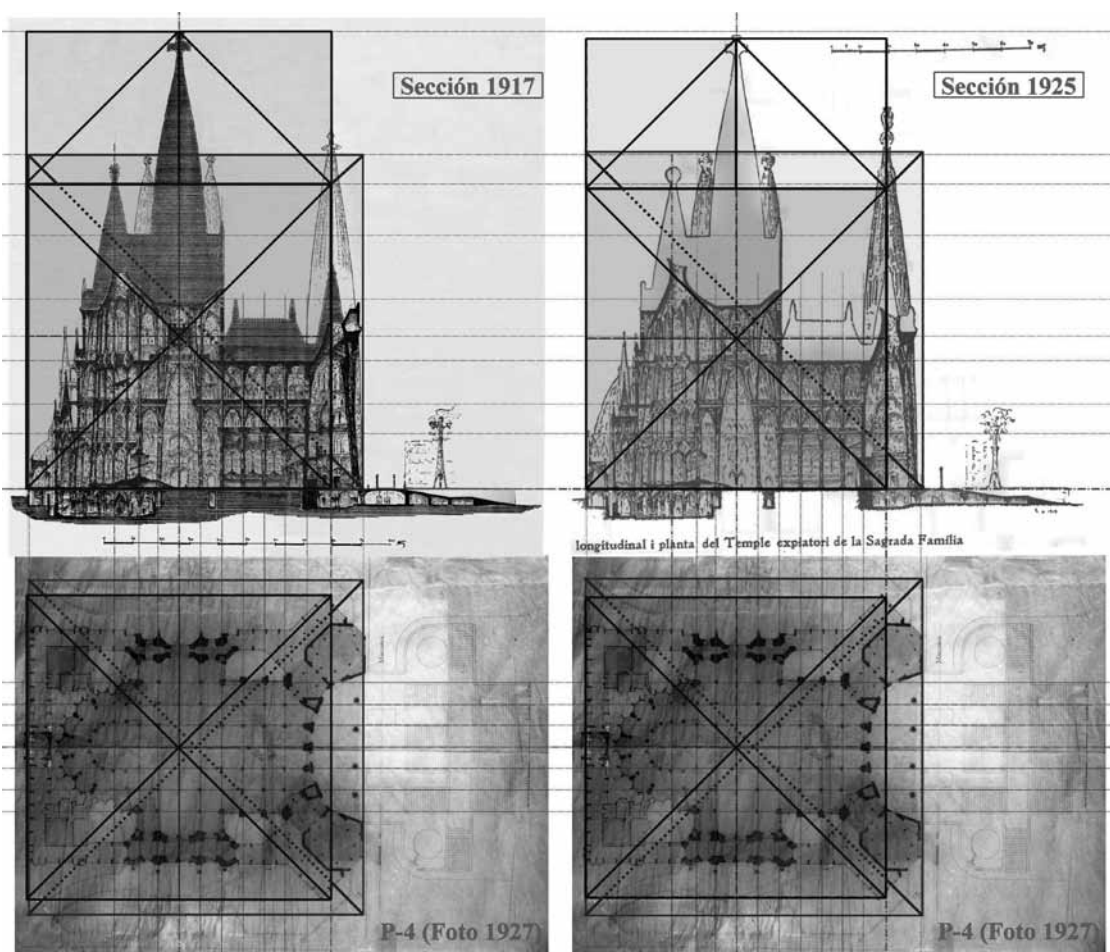 Sección 1917
Sección 1925
longitudinal i planta del Temple expiatori de la Sagrada Família
P-4 (Foto 1927)
P-4 (Foto 1927)